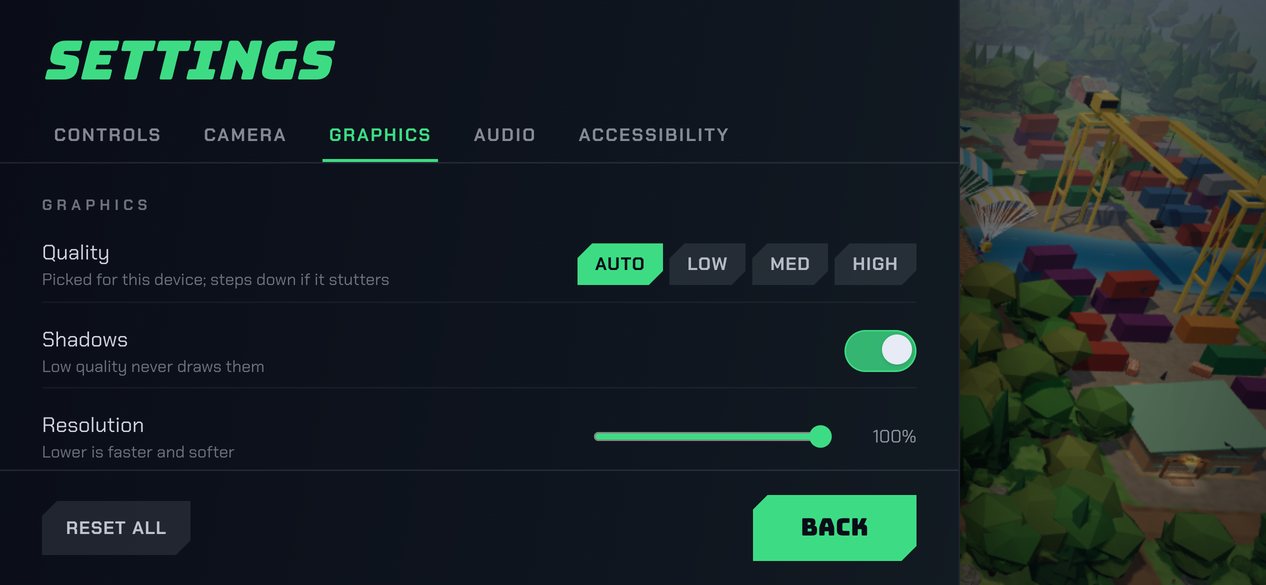 SETTINGS
CONTROLS CAMERA GRAPHICS AUDIO ACCESSIBILITY
GRAPHICS
Quality
Picked for this device; steps down if it stutters
AUTO LOW MED HIGH
Shadows
Low quality never draws them
Resolution
Lower is faster and softer
100%
RESET ALL BACK